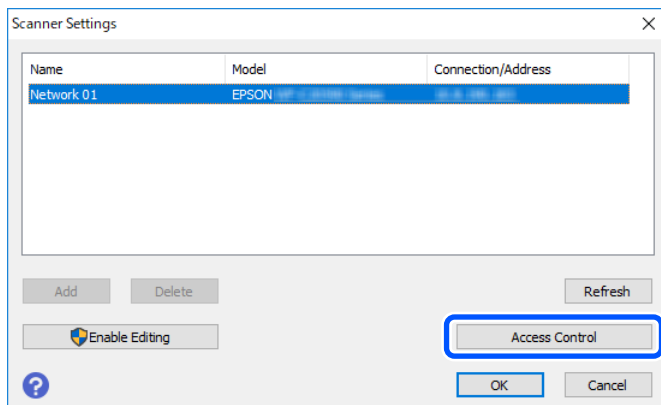 Scanner Settings
Name Model Connection/Address
Network 01 EPSON
Add Delete Refresh
Enable Editing Access Control
? OK Cancel